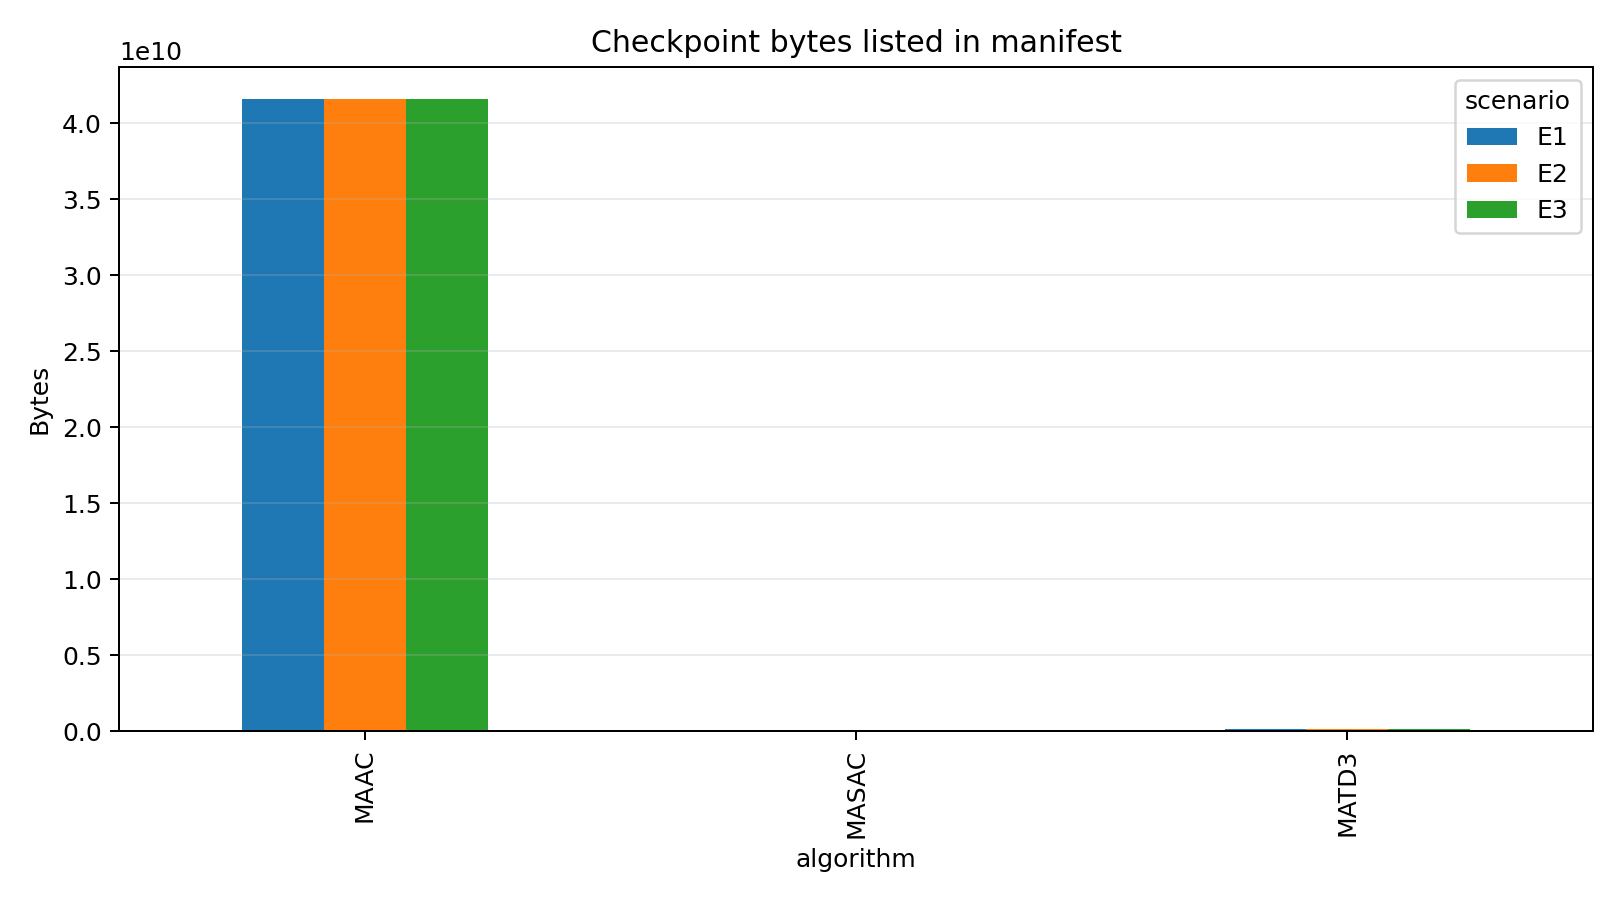 Checkpoint bytes listed in manifest
1e10
4.0
3.5
3.0
2.5
2.0
1.5
1.0
0.5
0.0
Bytes
scenario
E1
E2
E3
MAAC
MASAC
MATD3
algorithm